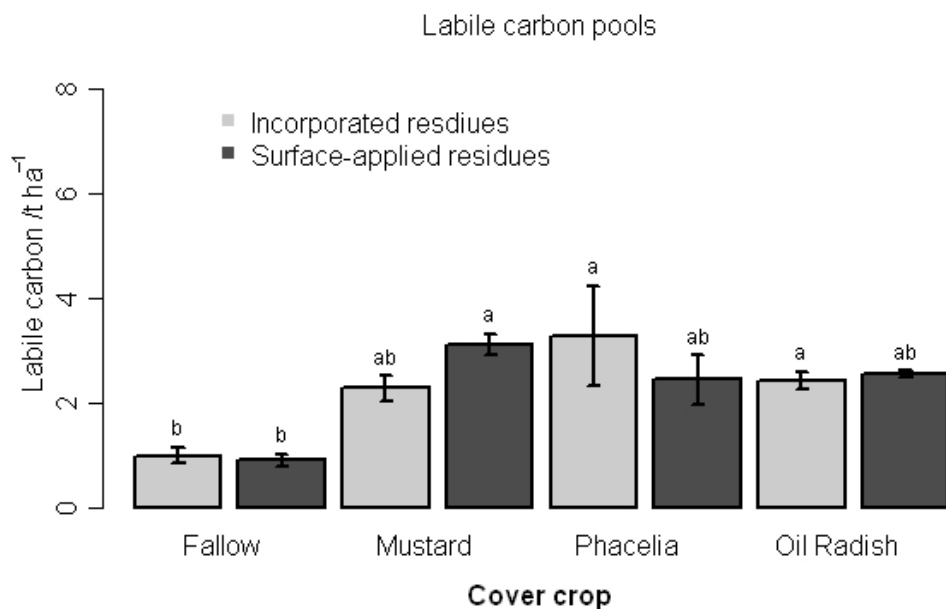 Labile carbon pools
Labile carbon /t ha⁻¹
8
6
4
2
0
Incorporated resdiues
Surface-applied residues
b
b
ab
a
a
ab
a
ab
Fallow
Mustard
Phacelia
Oil Radish
Cover crop